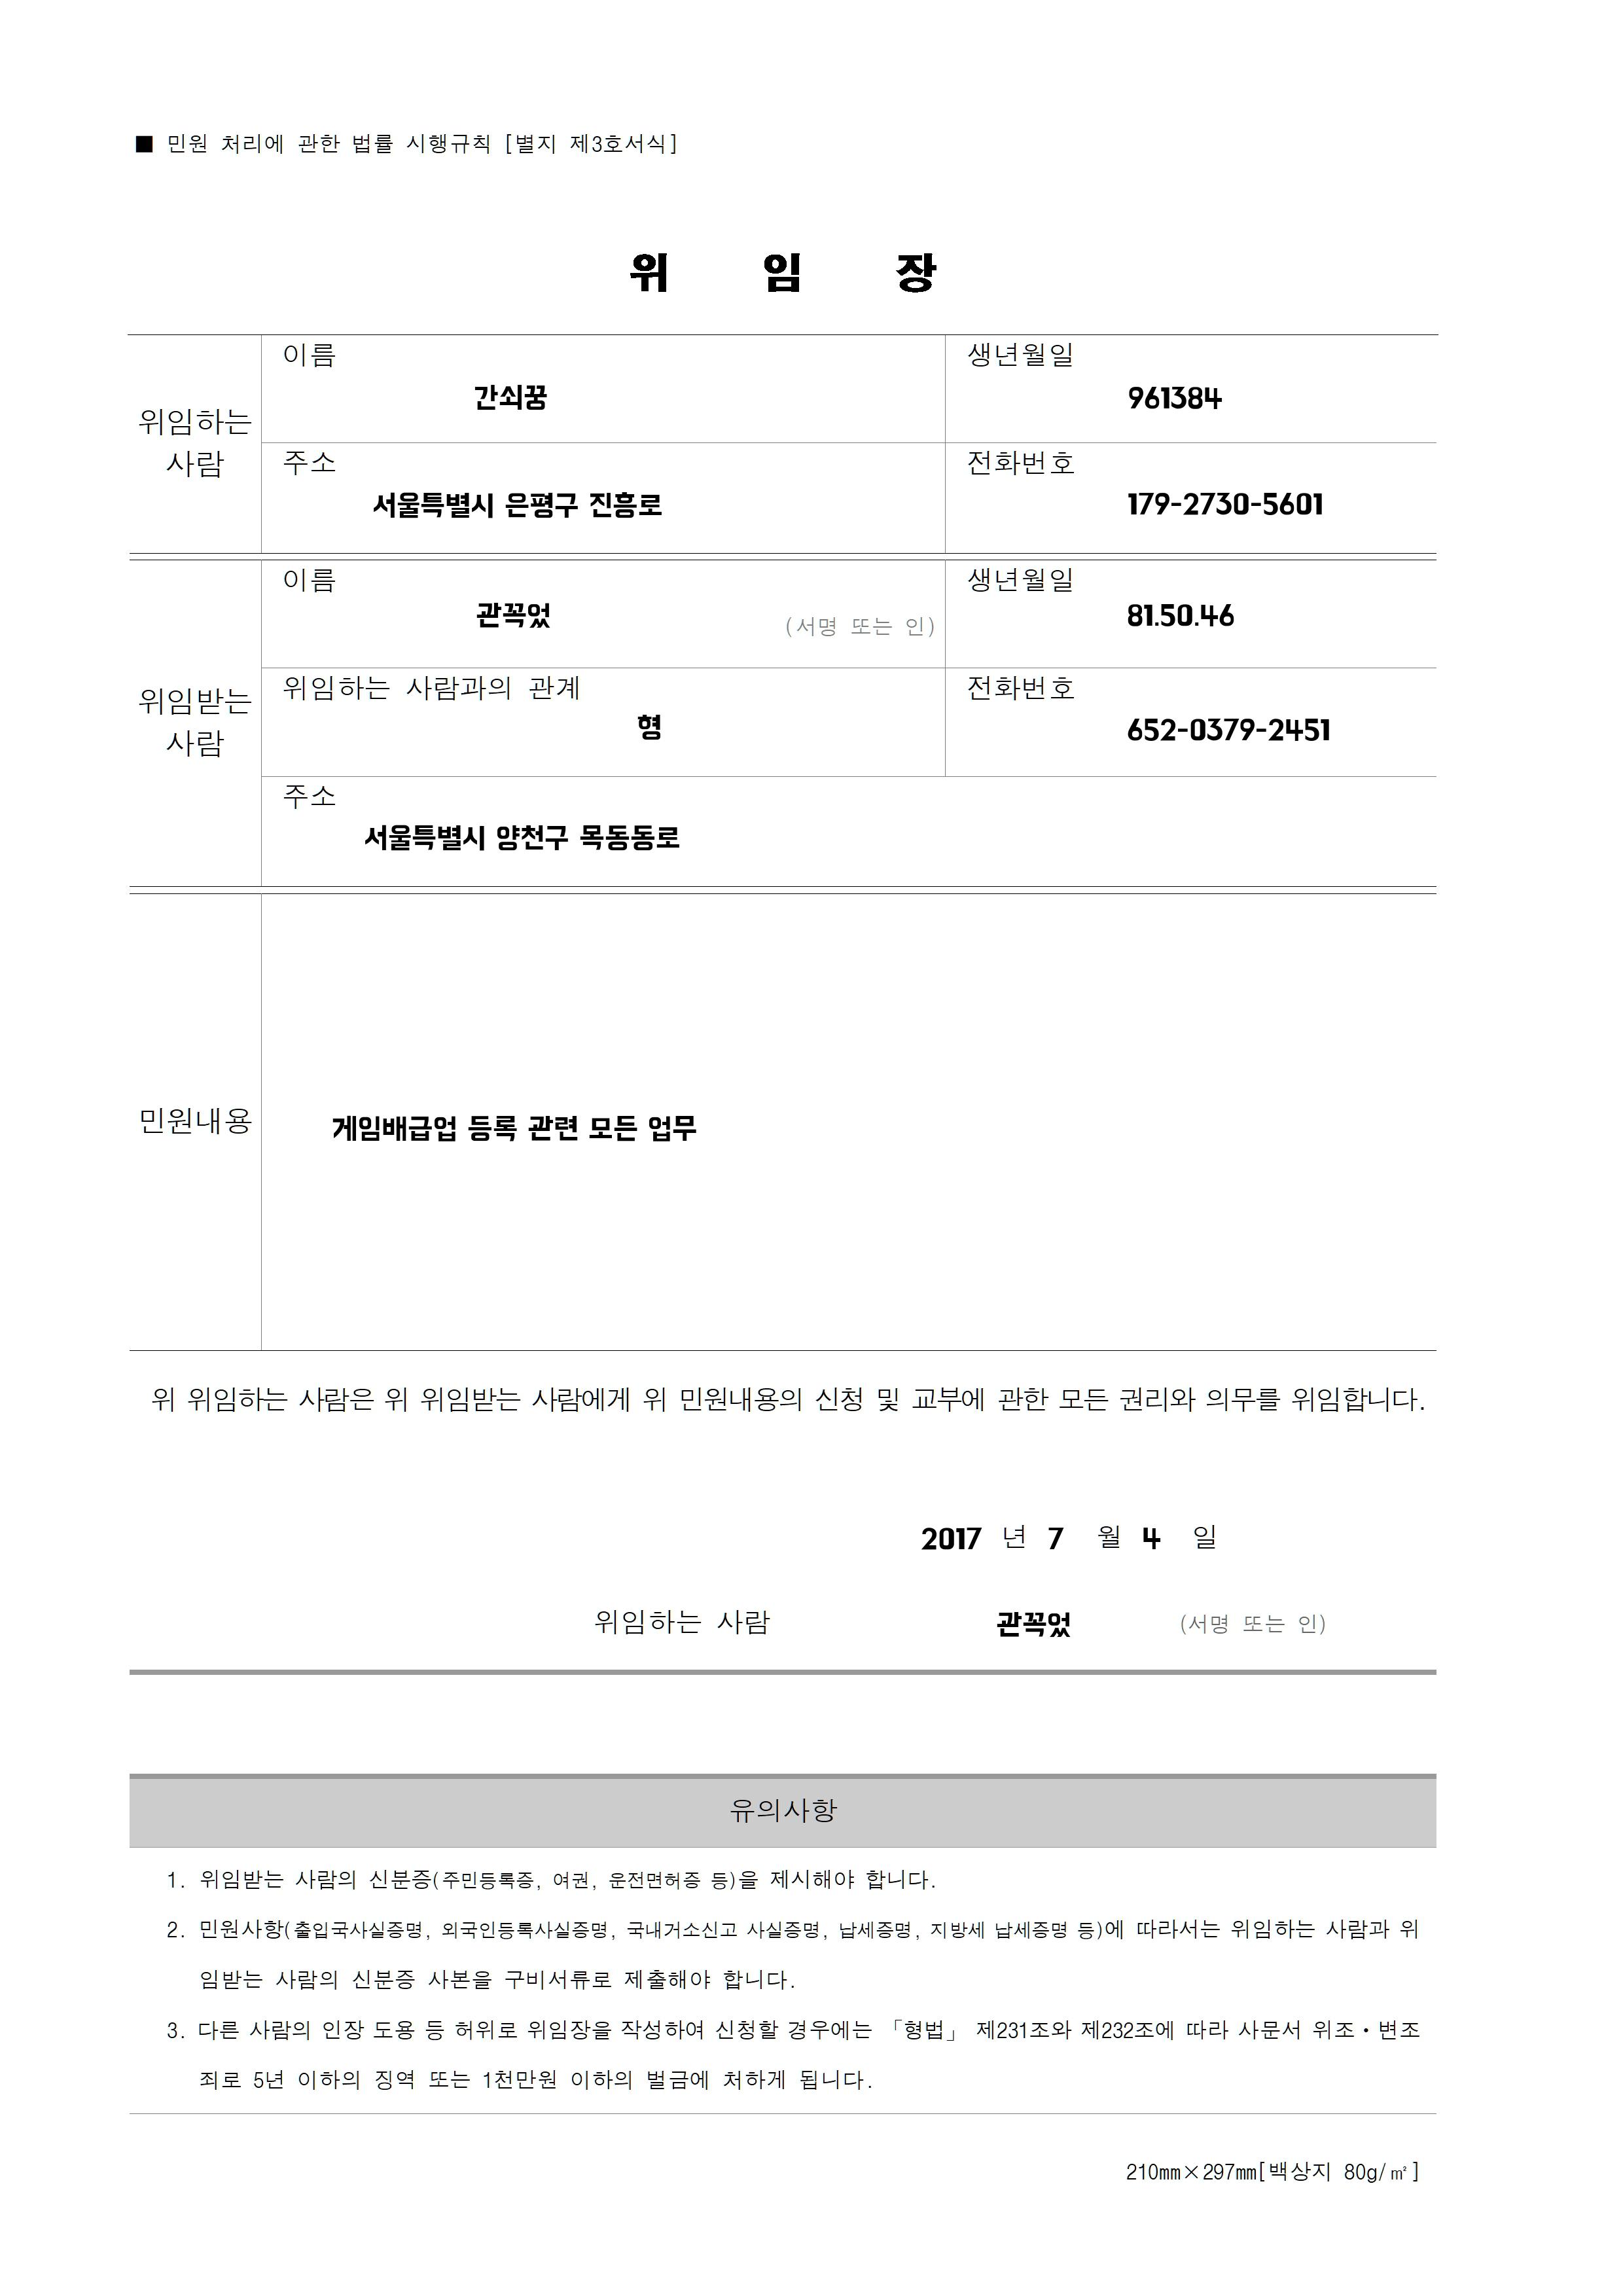 ■ 민원 처리에 관한 법률 시행규칙 [별지 제3호서식]
위 임 장
위임하는 사람
이름
간쇠꿍
생년월일
961384
주소
서울특별시 은평구 진흥로
전화번호
179-2730-5601
위임받는 사람
이름
관꼭었
(서명 또는 인)
생년월일
81.50.46
위임하는 사람과의 관계
형
전화번호
652-0379-2451
주소
서울특별시 양천구 목동동로
민원내용
게임배급업 등록 관련 모든 업무
위 위임하는 사람은 위 위임받는 사람에게 위 민원내용의 신청 및 교부에 관한 모든 권리와 의무를 위임합니다.
2017 년 7 월 4 일
위임하는 사람 관꼭었 (서명 또는 인)
유의사항
1. 위임받는 사람의 신분증(주민등록증, 여권, 운전면허증 등)을 제시해야 합니다.
2. 민원사항(출입국사실증명, 외국인등록사실증명, 국내거소신고 사실증명, 납세증명, 지방세 납세증명 등)에 따라서는 위임하는 사람과 위
임받는 사람의 신분증 사본을 구비서류로 제출해야 합니다.
3. 다른 사람의 인장 도용 등 허위로 위임장을 작성하여 신청할 경우에는 「형법」 제231조와 제232조에 따라 사문서 위조・변조
죄로 5년 이하의 징역 또는 1천만원 이하의 벌금에 처하게 됩니다.
210㎜×297㎜[백상지 80g/㎡]